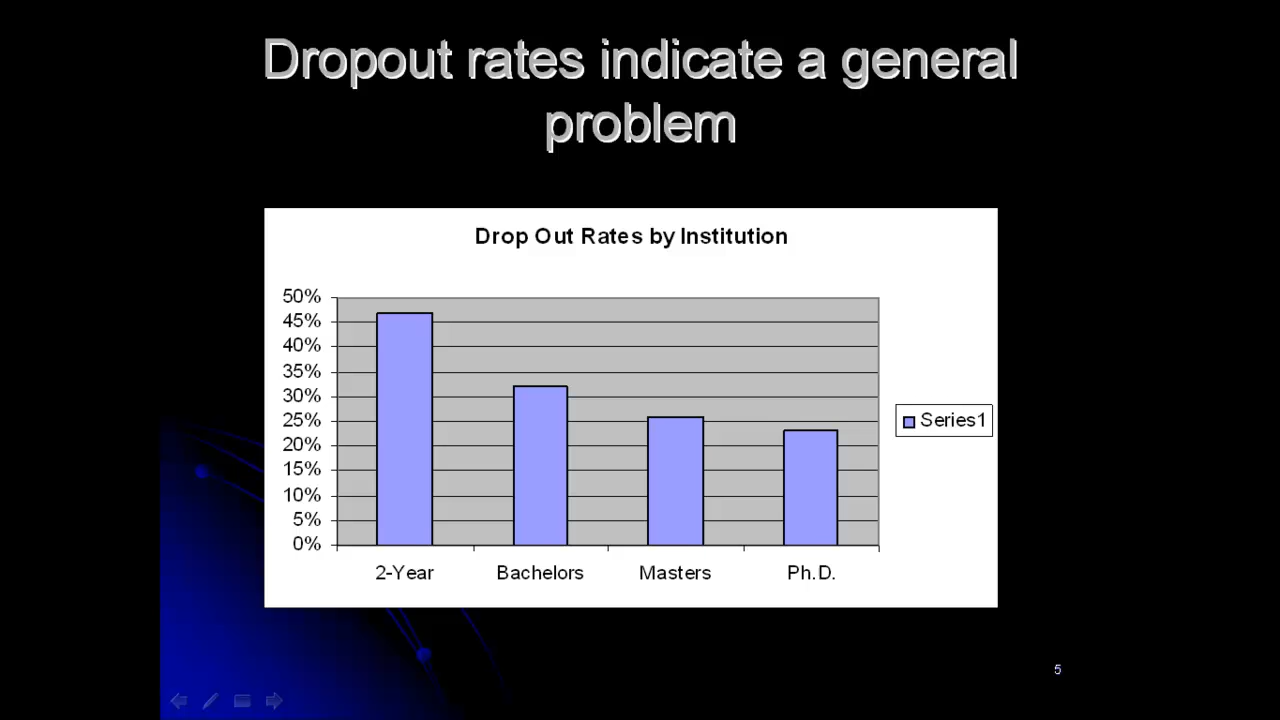 Dropout rates indicate a general
problem
Drop Out Rates by Institution
50%
45%
40%
35%
30%
25%
20%
15%
10%
5%
0%
2-Year Bachelors Masters Ph.D.
Series1
5